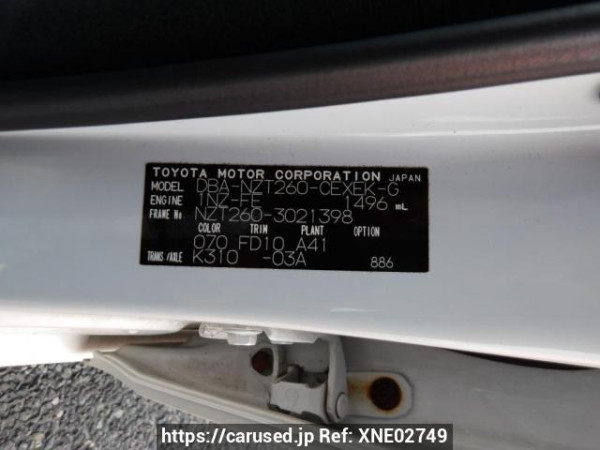 TOYOTA MOTOR CORPORATION JAPAN
MODEL DBA-NZT260-CEXEK-G
ENGINE 1NZ-FE 1496 mL
FRAME No NZT260-3021398
COLOR TRIM PLANT OPTION
070 FD10 A41
TRANS/AXLE K310 -03A 886
https://carused.jp Ref: XNE02749